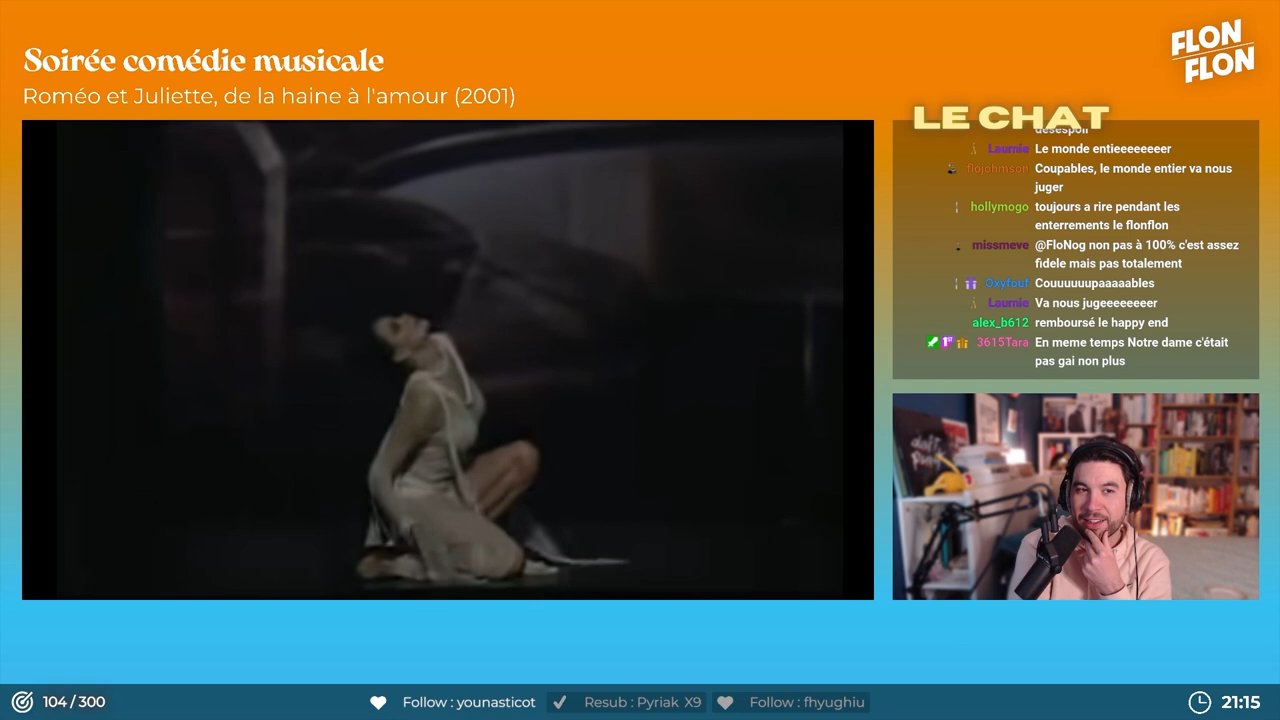 Soirée comédie musicale
Roméo et Juliette, de la haine à l'amour (2001)
FLON
FLON
LE CHAT
désespoir
Laurnie Le monde entieeeeeeeer
flojohnson Coupables, le monde entier va nous
juger
hollymogo toujours a rire pendant les
enterrements le flonflon
missmeve @FloNog non pas à 100% c'est assez
fidele mais pas totalement
Oxyfouf Couuuuuupaaaaables
Laurnie Va nous jugeeeeeeeer
alex_b612 remboursé le happy end
3615Tara En meme temps Notre dame c'était
pas gai non plus
daft
punk
104 / 300
Follow : younasticot
Resub : Pyriak X9
Follow : fhyughiu
21:15